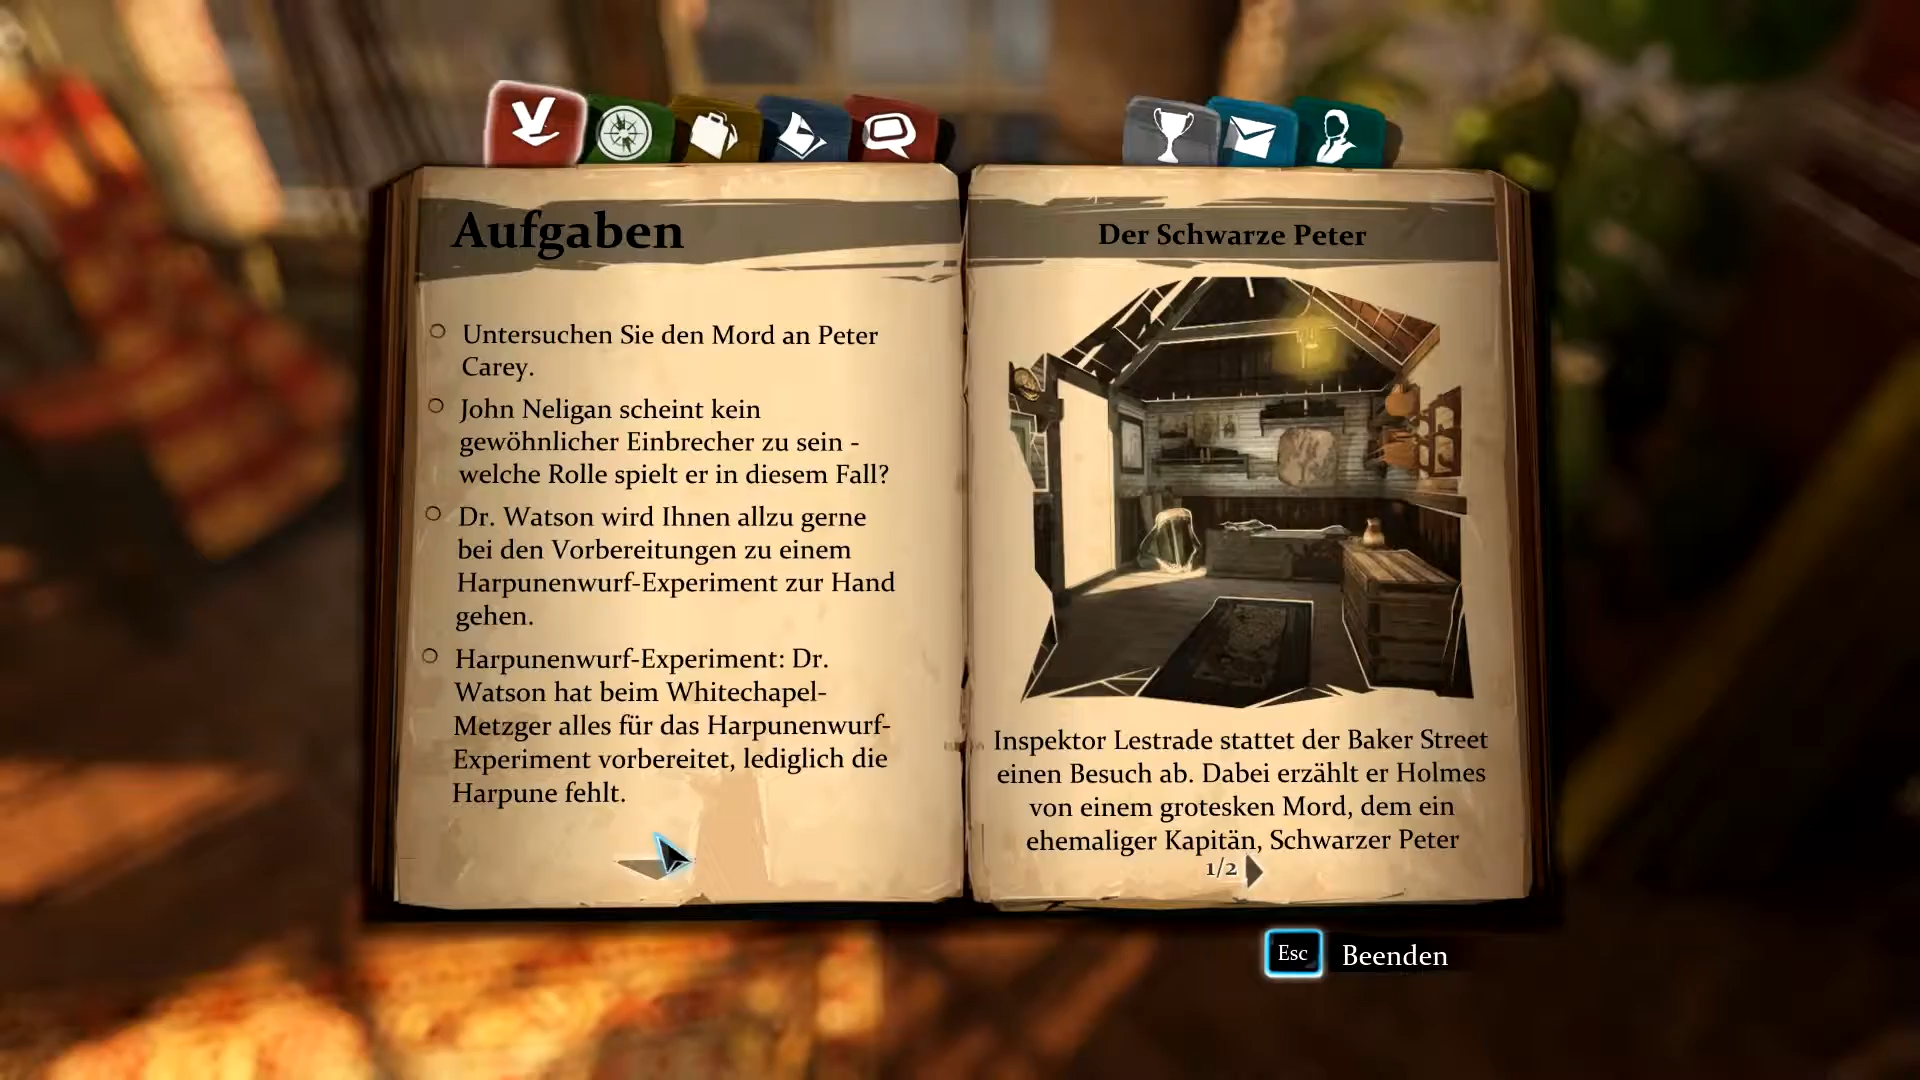 Aufgaben
Untersuchen Sie den Mord an Peter
Carey.
John Neligan scheint kein
gewöhnlicher Einbrecher zu sein -
welche Rolle spielt er in diesem Fall?
Dr. Watson wird Ihnen allzu gerne
bei den Vorbereitungen zu einem
Harpunenwurf-Experiment zur Hand
gehen.
Harpunenwurf-Experiment: Dr.
Watson hat beim Whitechapel-
Metzger alles für das Harpunenwurf-
Experiment vorbereitet, lediglich die
Harpune fehlt.
Der Schwarze Peter
Inspektor Lestrade stattet der Baker Street
einen Besuch ab. Dabei erzählt er Holmes
von einem grotesken Mord, dem ein
ehemaliger Kapitän, Schwarzer Peter
1/2
Esc Beenden